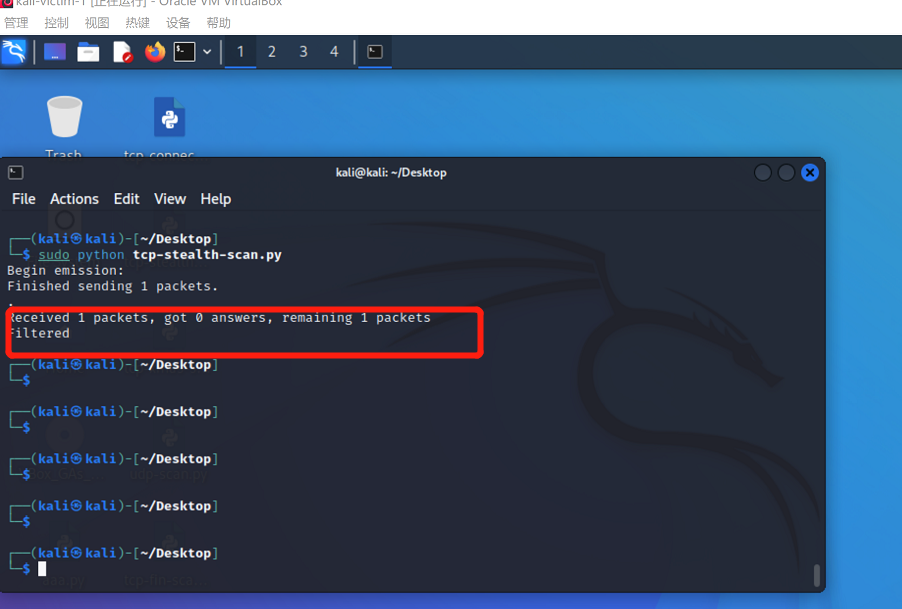 kali-victim-1 [正在运行] - Oracle VM VirtualBox
管理 控制 视图 热键 设备 帮助
1 2 3 4
Trash tcp-connec...
kali@kali: ~/Desktop
File Actions Edit View Help
┌──(kali㉿kali)-[~/Desktop]
└─$ sudo python tcp-stealth-scan.py
Begin emission:
Finished sending 1 packets.
.
Received 1 packets, got 0 answers, remaining 1 packets
Filtered
┌──(kali㉿kali)-[~/Desktop]
└─$
┌──(kali㉿kali)-[~/Desktop]
└─$
┌──(kali㉿kali)-[~/Desktop]
└─$
┌──(kali㉿kali)-[~/Desktop]
└─$
┌──(kali㉿kali)-[~/Desktop]
└─$